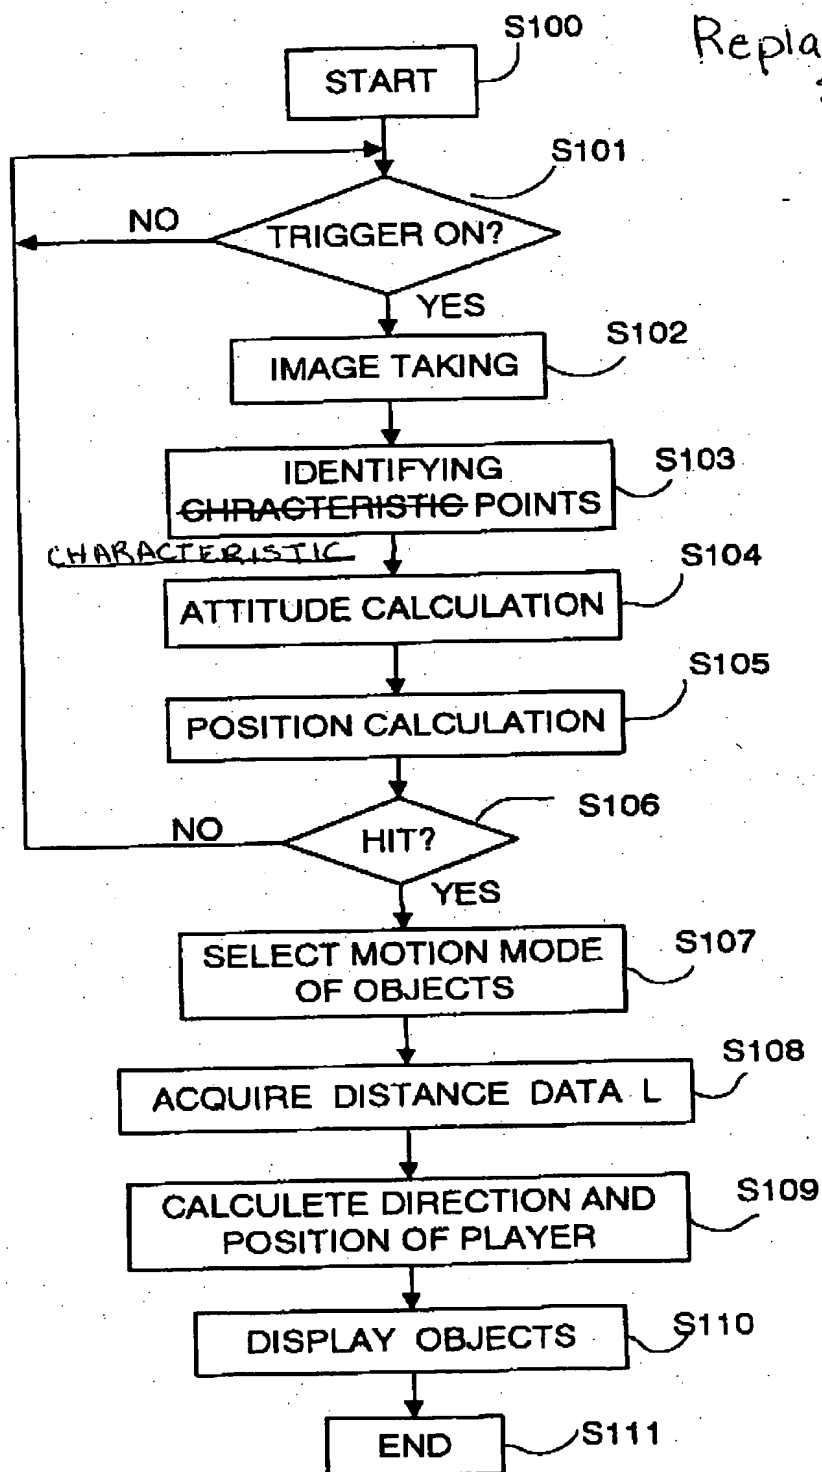 S100
Repla
START
S101
NO
TRIGGER ON?
YES
S102
IMAGE TAKING
IDENTIFYING
S103
CHRACTERISTIC POINTS
CHARACTERISTIC
S104
ATTITUDE CALCULATION
S105
POSITION CALCULATION
S106
NO
HIT?
YES
SELECT MOTION MODE
S107
OF OBJECTS
S108
ACQUIRE DISTANCE DATA L
S109
CALCULETE DIRECTION AND
POSITION OF PLAYER
S110
DISPLAY OBJECTS
S111
END